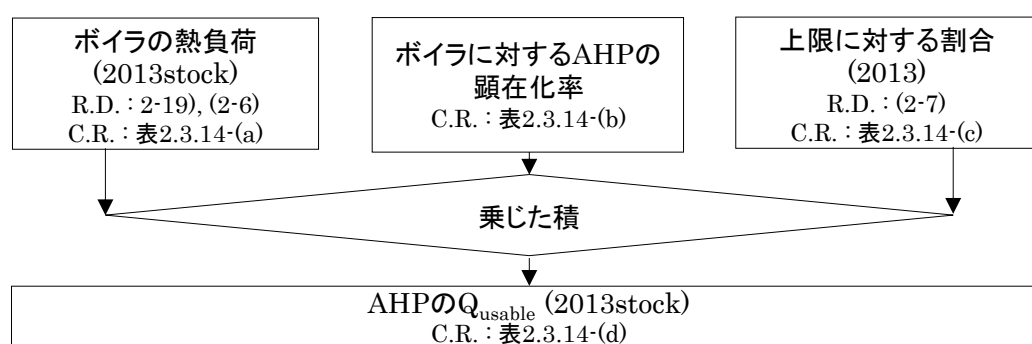 ボイラの熱負荷
(2013stock)
R.D.：2-19), (2-6)
C.R.：表2.3.14-(a)
ボイラに対するAHPの
顕在化率
C.R.：表2.3.14-(b)
上限に対する割合
(2013)
R.D.：(2-7)
C.R.：表2.3.14-(c)
乗じた積
AHPのQusable (2013stock)
C.R.：表2.3.14-(d)